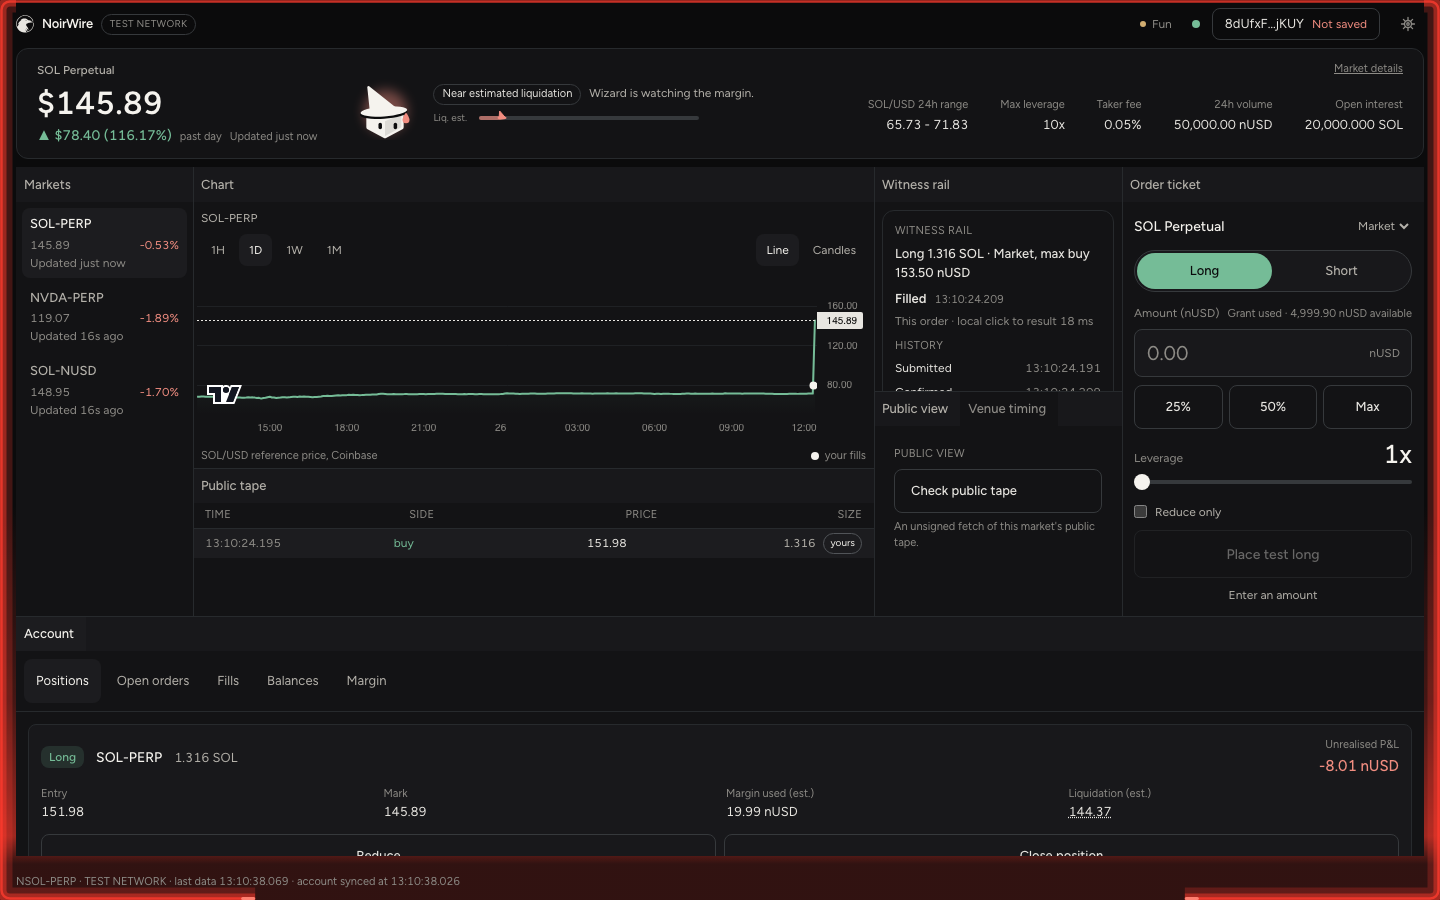 NoirWire TEST NETWORK
Fun 8dUfxF...jKUY Not saved
SOL Perpetual
$145.89
▲ $78.40 (116.17%) past day Updated just now
Near estimated liquidation Wizard is watching the margin.
Liq. est.
Market details
SOL/USD 24h range
65.73 - 71.83
Max leverage
10x
Taker fee
0.05%
24h volume
50,000.00 nUSD
Open interest
20,000.000 SOL
Markets
SOL-PERP
145.89 -0.53%
Updated just now
NVDA-PERP
119.07 -1.89%
Updated 16s ago
SOL-NUSD
148.95 -1.70%
Updated 16s ago
Chart
SOL-PERP
1H 1D 1W 1M Line Candles
160.00
145.89
120.00
80.00
15:00 18:00 21:00 26 03:00 06:00 09:00 12:00
SOL/USD reference price, Coinbase your fills
Public tape
TIME SIDE PRICE SIZE
13:10:24.195 buy 151.98 1.316 yours
Witness rail
WITNESS RAIL
Long 1.316 SOL · Market, max buy
153.50 nUSD
Filled 13:10:24.209
This order · local click to result 18 ms
HISTORY
Submitted 13:10:24.191
Confirmed 13:10:24.209
Public view Venue timing
PUBLIC VIEW
Check public tape
An unsigned fetch of this market's public
tape.
Order ticket
SOL Perpetual Market
Long Short
Amount (nUSD) Grant used · 4,999.90 nUSD available
0.00 nUSD
25% 50% Max
Leverage 1x
Reduce only
Place test long
Enter an amount
Account
Positions Open orders Fills Balances Margin
Long SOL-PERP 1.316 SOL
Unrealised P&L
-8.01 nUSD
Entry
151.98
Mark
145.89
Margin used (est.)
19.99 nUSD
Liquidation (est.)
144.37
Reduce Close position
NSOL-PERP · TEST NETWORK · last data 13:10:38.069 · account synced at 13:10:38.026